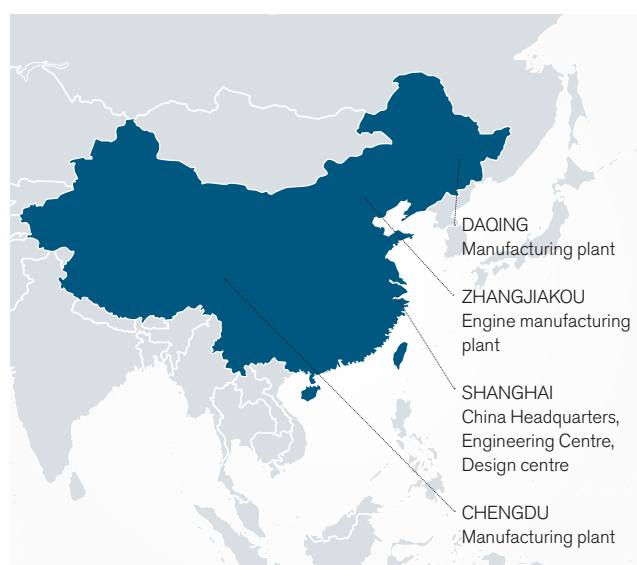 DAQING
Manufacturing plant
ZHANGJIAKOU
Engine manufacturing
plant
SHANGHAI
China Headquarters,
Engineering Centre,
Design centre
CHENGDU
Manufacturing plant